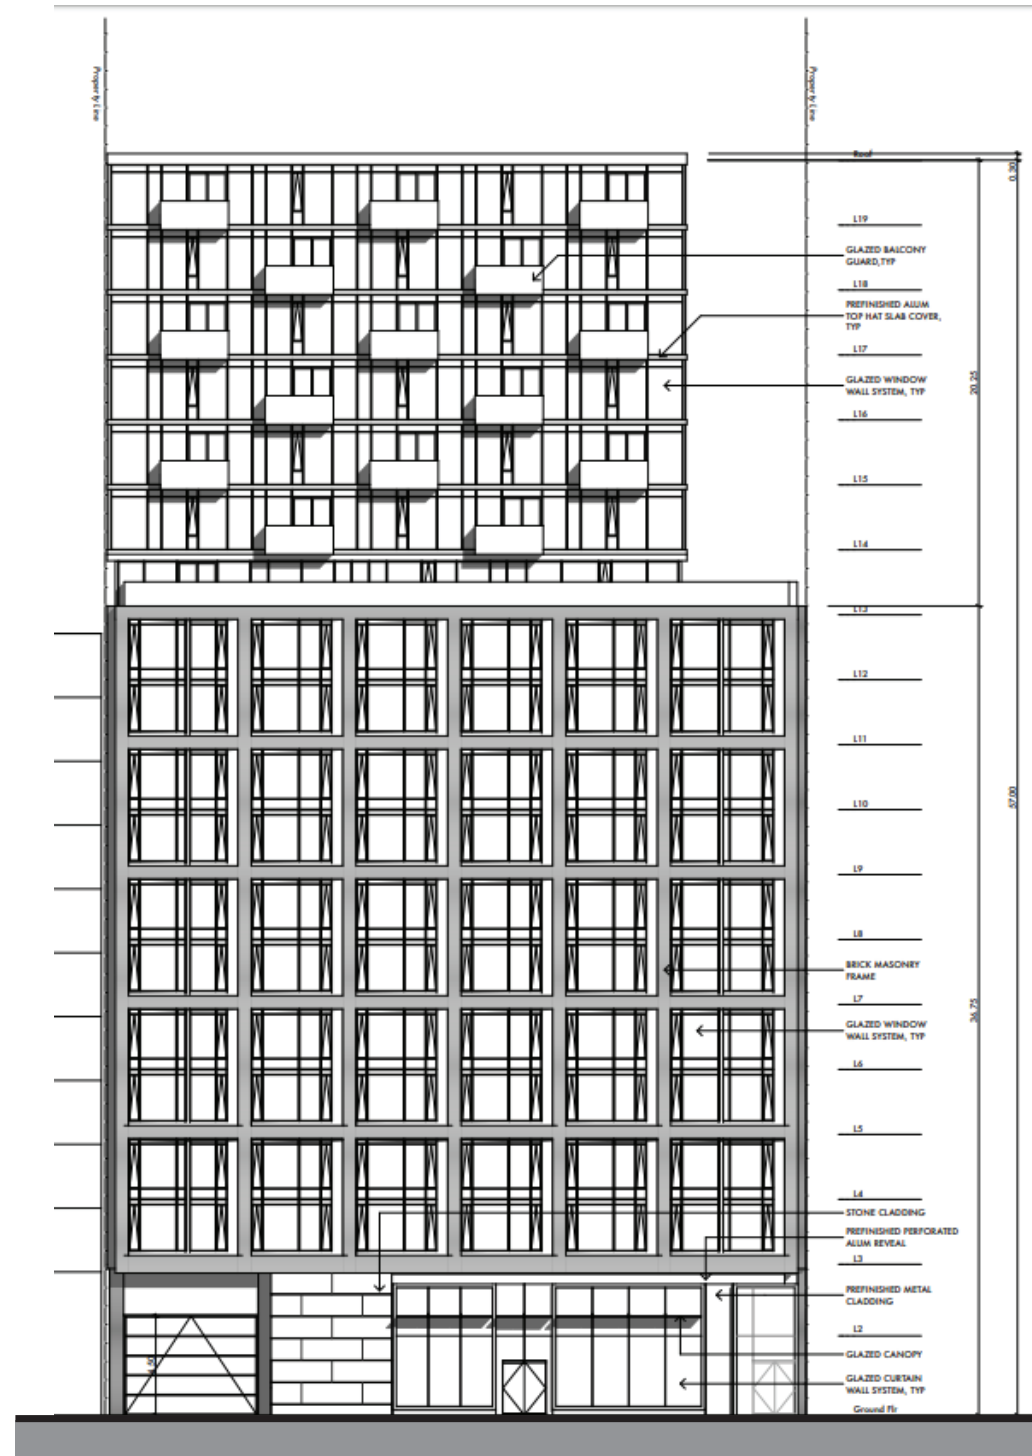 Property Line
Property Line
Roof
0.30
L19
GLAZED BALCONY
GUARD,TYP
L18
PREFINISHED ALUM
TOP HAT SLAB COVER,
TYP
L17
20.25
GLAZED WINDOW
WALL SYSTEM, TYP
L16
L15
L14
L13
L12
L11
57.00
L10
L9
L8
BRICK MASONRY
FRAME
L7
36.75
GLAZED WINDOW
WALL SYSTEM, TYP
L6
L5
L4
STONE CLADDING
PREFINISHED PERFORATED
ALUM REVEAL
L3
PREFINISHED METAL
CLADDING
L2
GLAZED CANOPY
GLAZED CURTAIN
WALL SYSTEM, TYP
Ground Flr